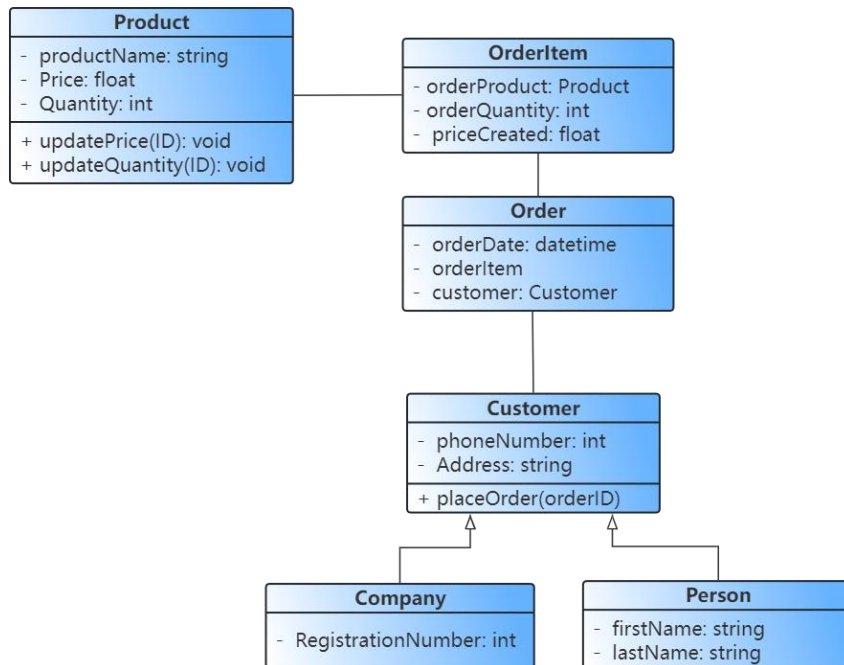 Product
- productName: string
- Price: float
- Quantity: int
+ updatePrice(ID): void
+ updateQuantity(ID): void
OrderItem
- orderProduct: Product
- orderQuantity: int
- priceCreated: float
Order
- orderDate: datetime
- orderItem
- customer: Customer
Customer
- phoneNumber: int
- Address: string
+ placeOrder(orderID)
Company
- RegistrationNumber: int
Person
- firstName: string
- lastName: string